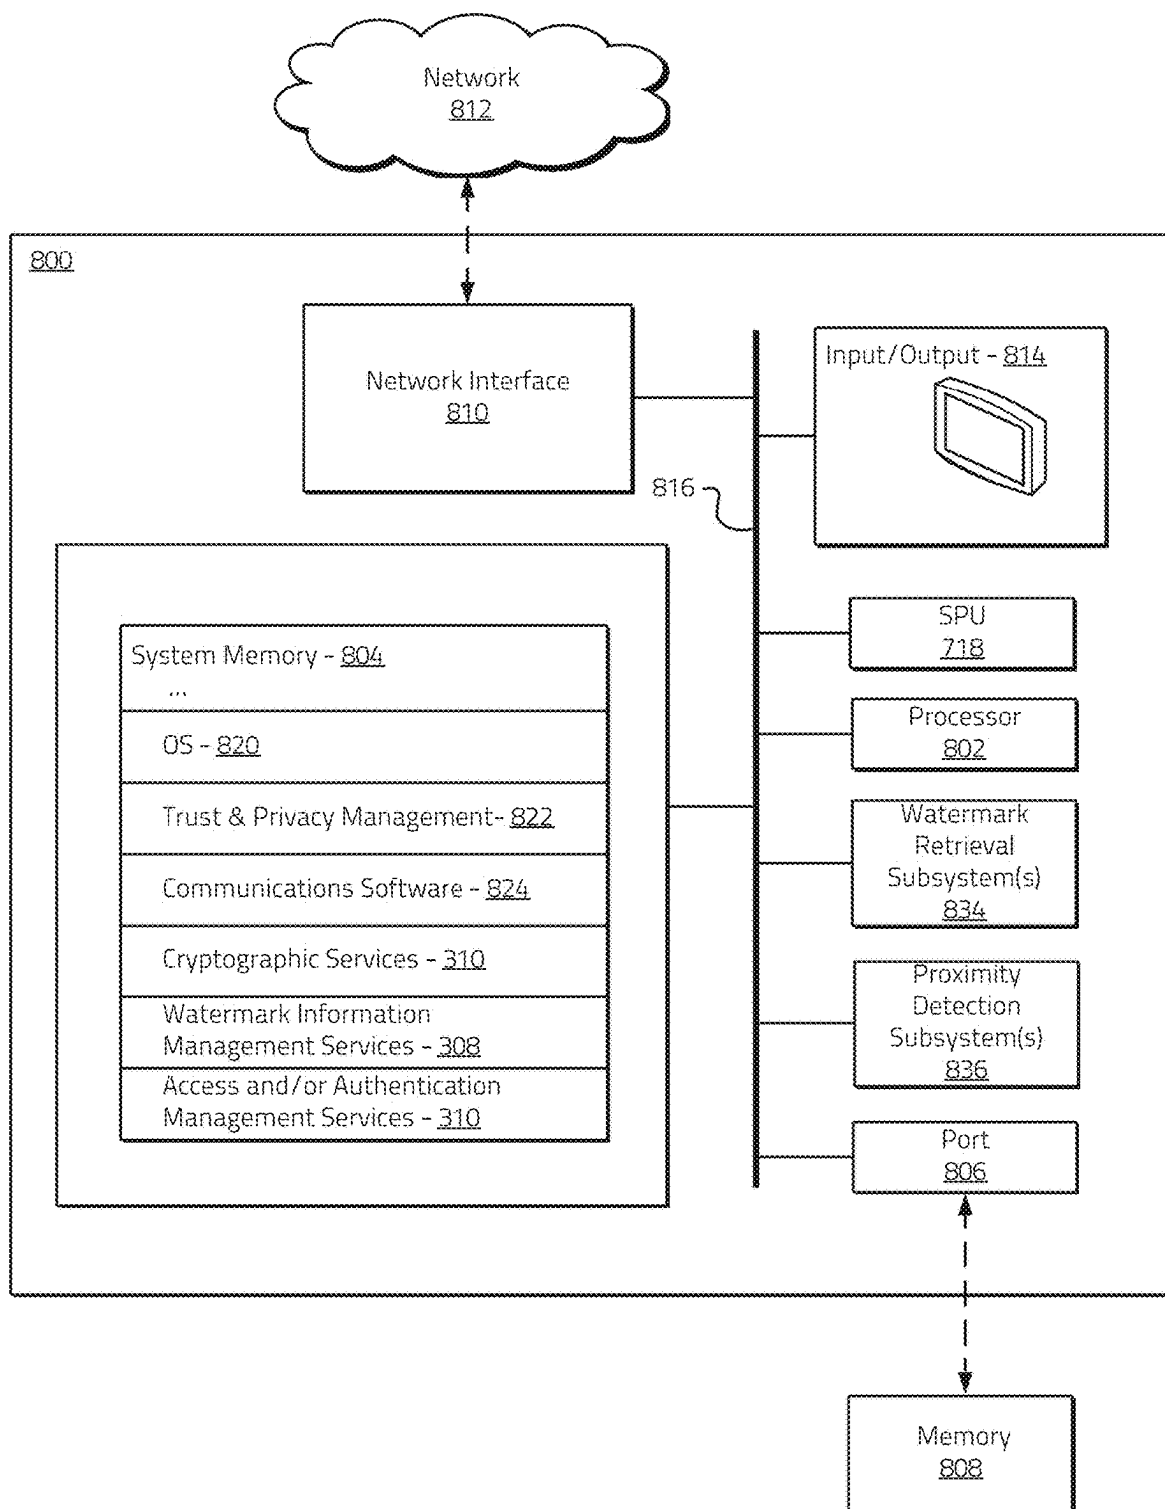 Network
812
800
Network Interface
810
Input/Output - 814
816
System Memory - 804
...
OS - 820
Trust & Privacy Management- 822
Communications Software - 824
Cryptographic Services - 310
Watermark Information
Management Services - 308
Access and/or Authentication
Management Services - 310
SPU
718
Processor
802
Watermark
Retrieval
Subsystem(s)
834
Proximity
Detection
Subsystem(s)
836
Port
806
Memory
808